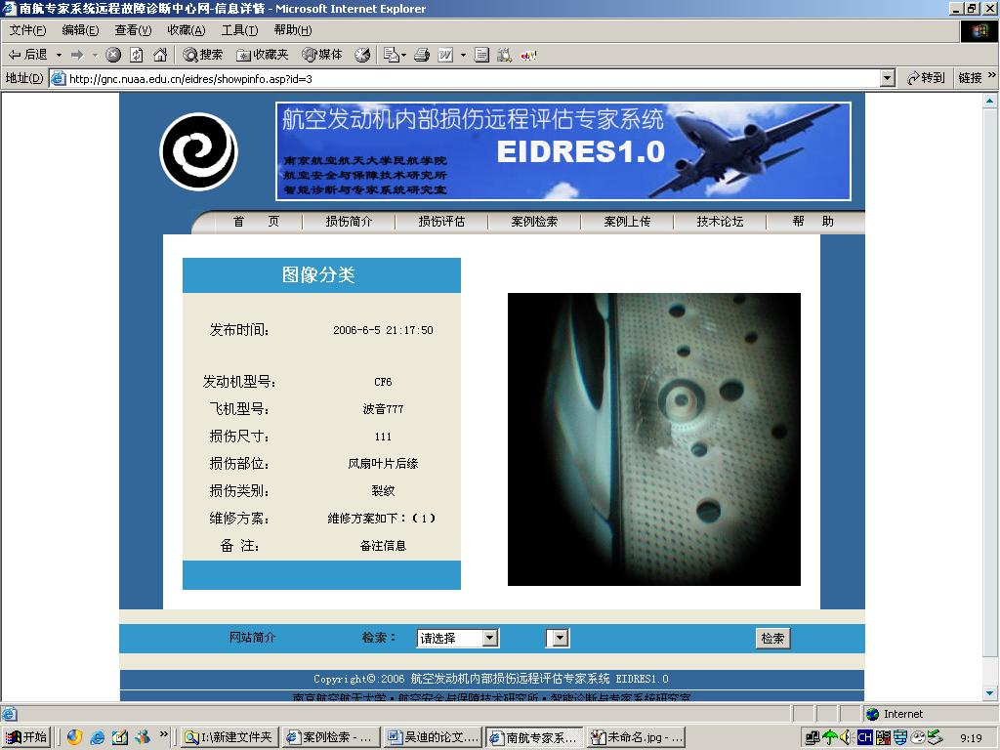 南航专家系统远程故障诊断中心网-信息详情 - Microsoft Internet Explorer
文件(F) 编辑(E) 查看(V) 收藏(A) 工具(T) 帮助(H)
后退 搜索 收藏夹 媒体
地址(D) http://gnc.nuaa.edu.cn/eidres/showpinfo.asp?id=3 转到 链接 »
航空发动机内部损伤远程评估专家系统
EIDRES1.0
南京航空航天大学民航学院
航空安全与保障技术研究所
智能诊断与专家系统研究室
首 页 损伤简介 损伤评估 案例检索 案例上传 技术论坛 帮 助
图像分类
发布时间: 2006-6-5 21:17:50
发动机型号: CF6
飞机型号: 波音777
损伤尺寸: 111
损伤部位: 风扇叶片后缘
损伤类别: 裂纹
维修方案: 维修方案如下:(1)
备 注: 备注信息
网站简介 检索: 请选择 检索
Copyright©:2006 航空发动机内部损伤远程评估专家系统 EIDRES1.0
南京航空航天大学·航空安全与保障技术研究所·智能诊断与专家系统研究室
Internet
开始 » I:\新建文件夹 案例检索 - ... 吴迪的论文.... 南航专家系... 未命名.jpg - ... CH 9:19